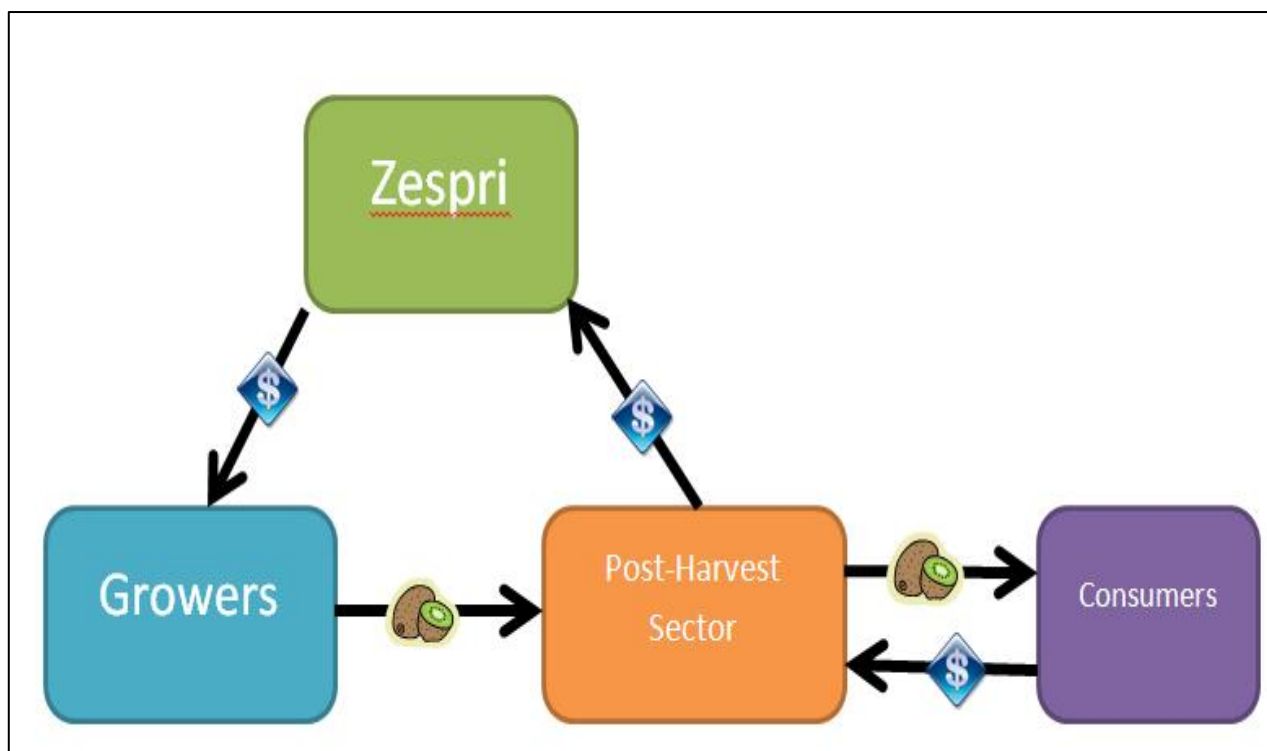 Zespri
$
$
Growers
Post-Harvest
Sector
Consumers
$